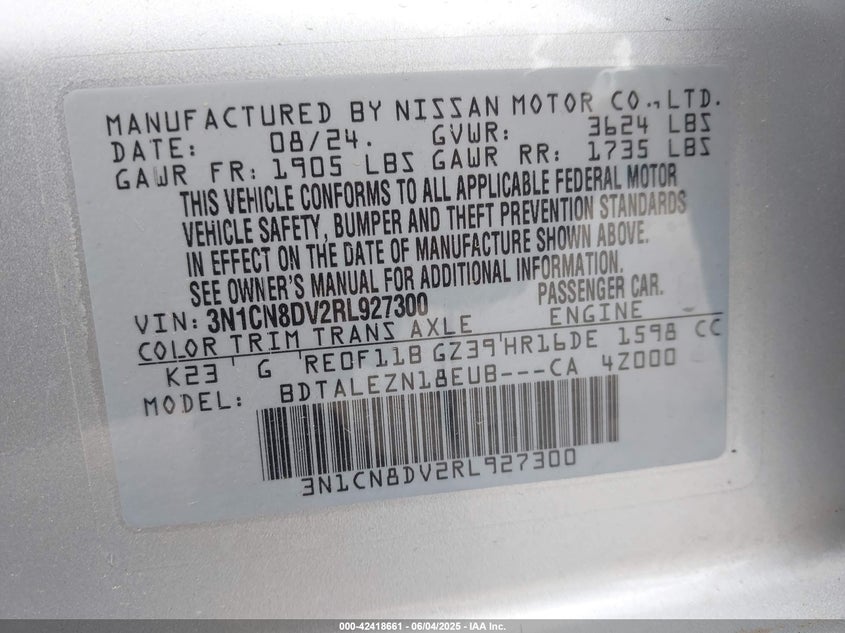 MANUFACTURED BY NISSAN MOTOR CO., LTD.
DATE: 08/24. GVWR: 3624 LBS
GAWR FR: 1905 LBS GAWR RR: 1735 LBS
THIS VEHICLE CONFORMS TO ALL APPLICABLE FEDERAL MOTOR
VEHICLE SAFETY, BUMPER AND THEFT PREVENTION STANDARDS
IN EFFECT ON THE DATE OF MANUFACTURE SHOWN ABOVE.
SEE OWNER'S MANUAL FOR ADDITIONAL INFORMATION.
VIN: 3N1CN8DV2RL927300 PASSENGER CAR.
COLOR TRIM TRANS AXLE ENGINE
K23 G RE0F11B GZ39 HR16DE 1598 CC
MODEL: BDTALEZN18EUB---CA 4Z000
3N1CN8DV2RL927300
000-42418661 | 06/04/2025 - IAA Inc.